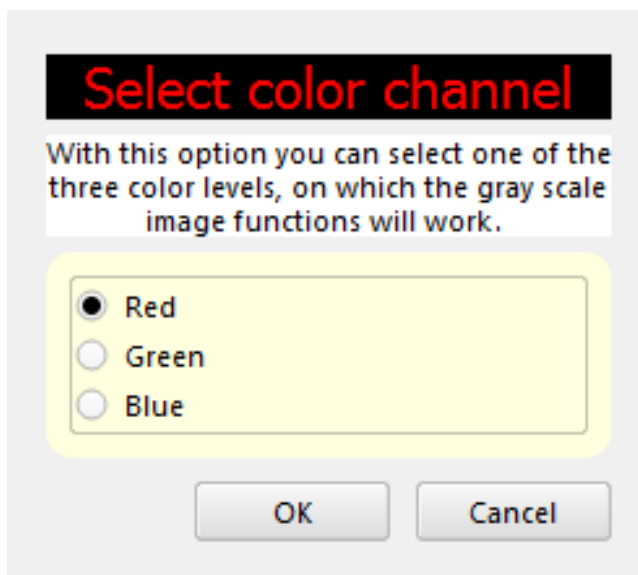 Select color channel
With this option you can select one of the
three color levels, on which the gray scale
image functions will work.
Red
Green
Blue
OK
Cancel